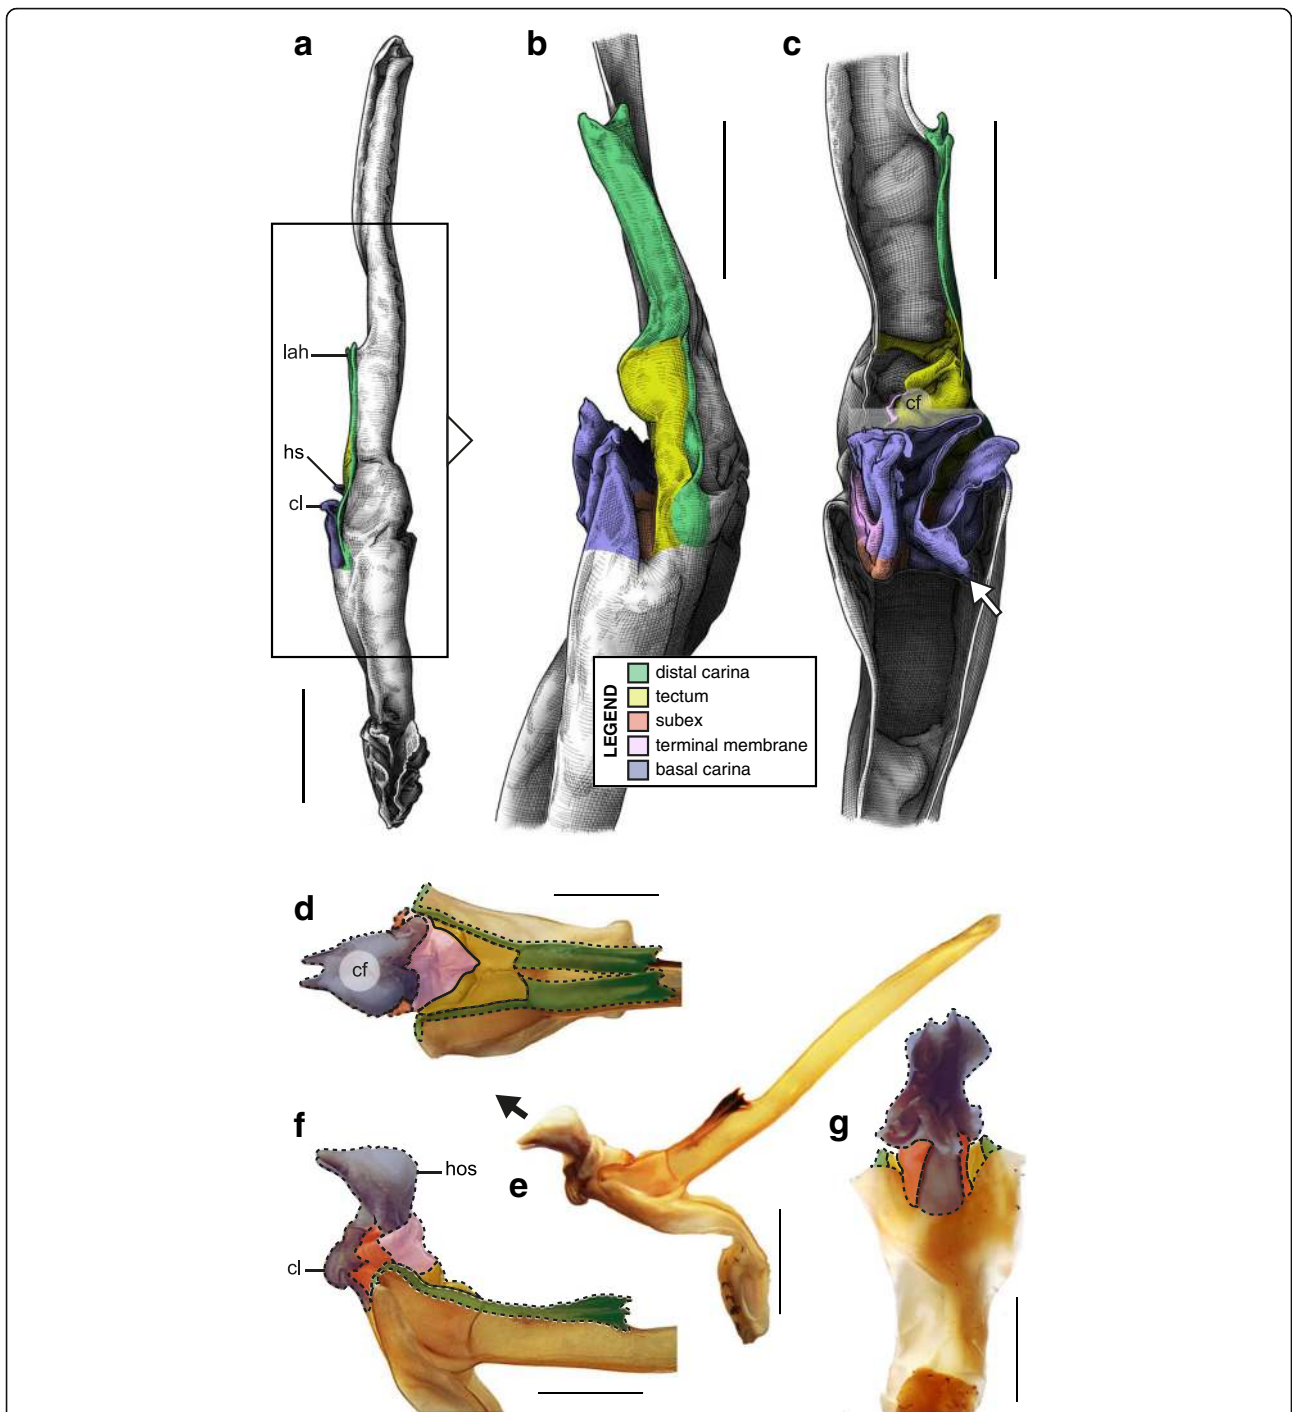 a
b
c
lah
hs
cl
cf
LEGEND
distal carina
tectum
subex
terminal membrane
basal carina
d
cf
f
hos
cl
e
g